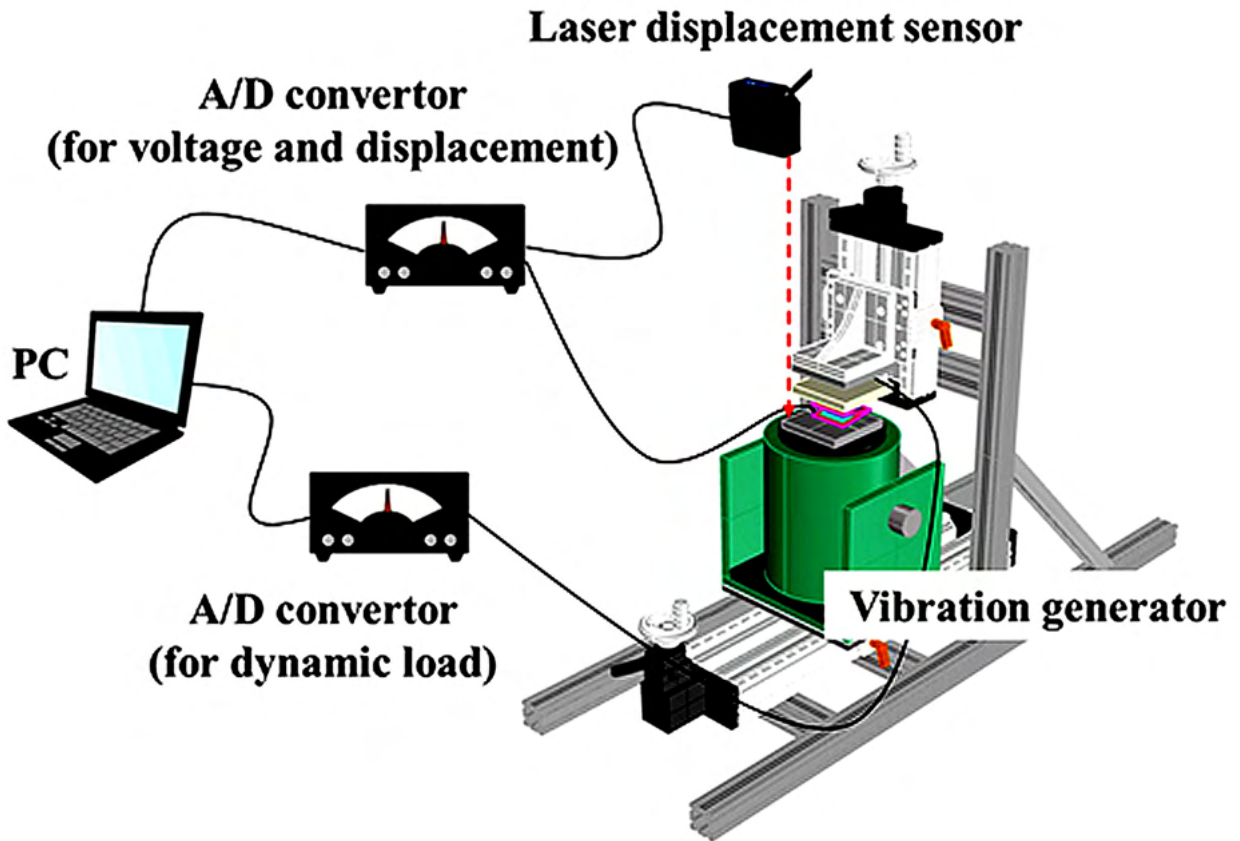 Laser displacement sensor
A/D convertor
(for voltage and displacement)
PC
A/D convertor
(for dynamic load)
Vibration generator